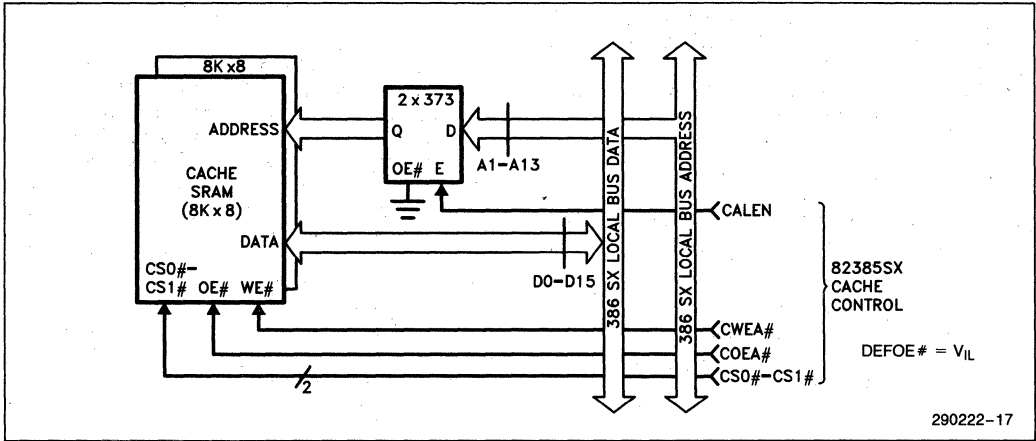 8K x8
2 x 373
ADDRESS
Q D
OE# E
A1-A13
CACHE
SRAM
(8K x 8)
DATA
D0-D15
CS0#-
CS1# OE# WE#
2
386 SX LOCAL BUS DATA
386 SX LOCAL BUS ADDRESS
CALEN
82385SX
CACHE
CONTROL
CWEA#
COEA#
CS0#-CS1#
DEFOE# = VIL
290222-17